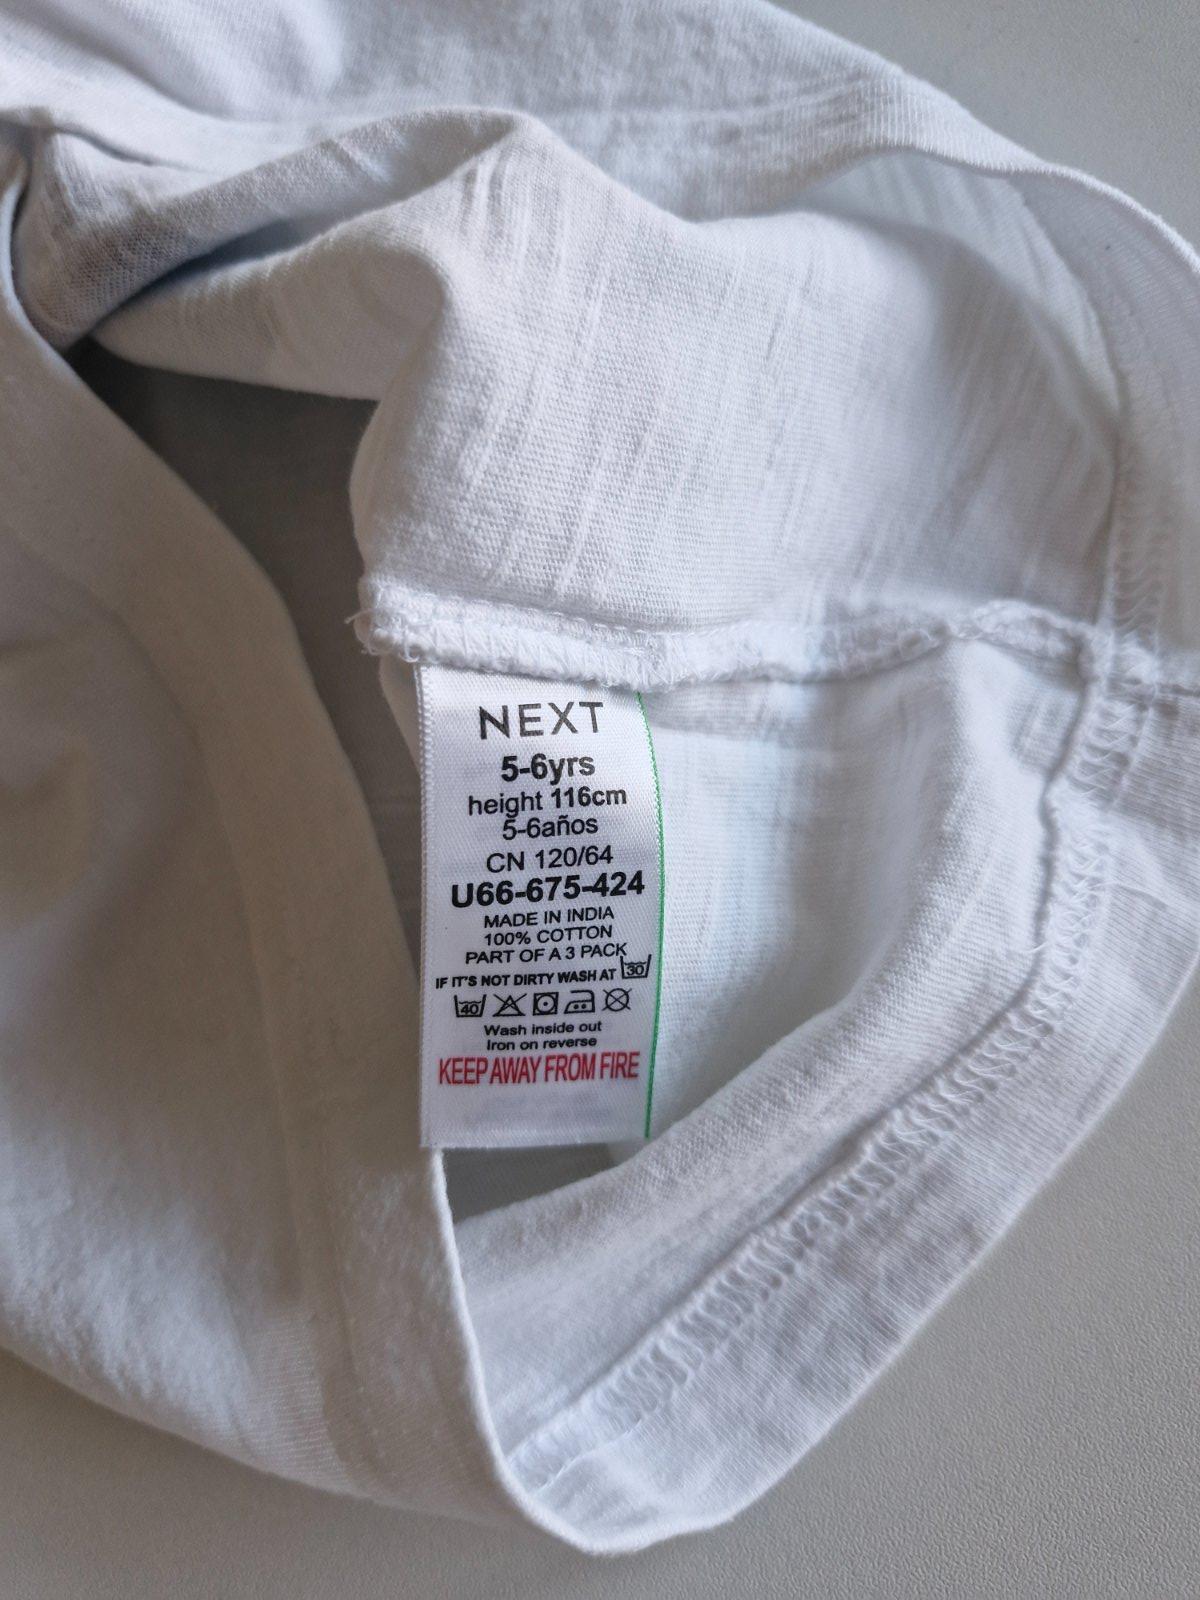 NEXT
5-6yrs
height 116cm
5-6años
CN 120/64
U66-675-424
MADE IN INDIA
100% COTTON
PART OF A 3 PACK
IF IT'S NOT DIRTY WASH AT 30
40
Wash inside out
Iron on reverse
KEEP AWAY FROM FIRE